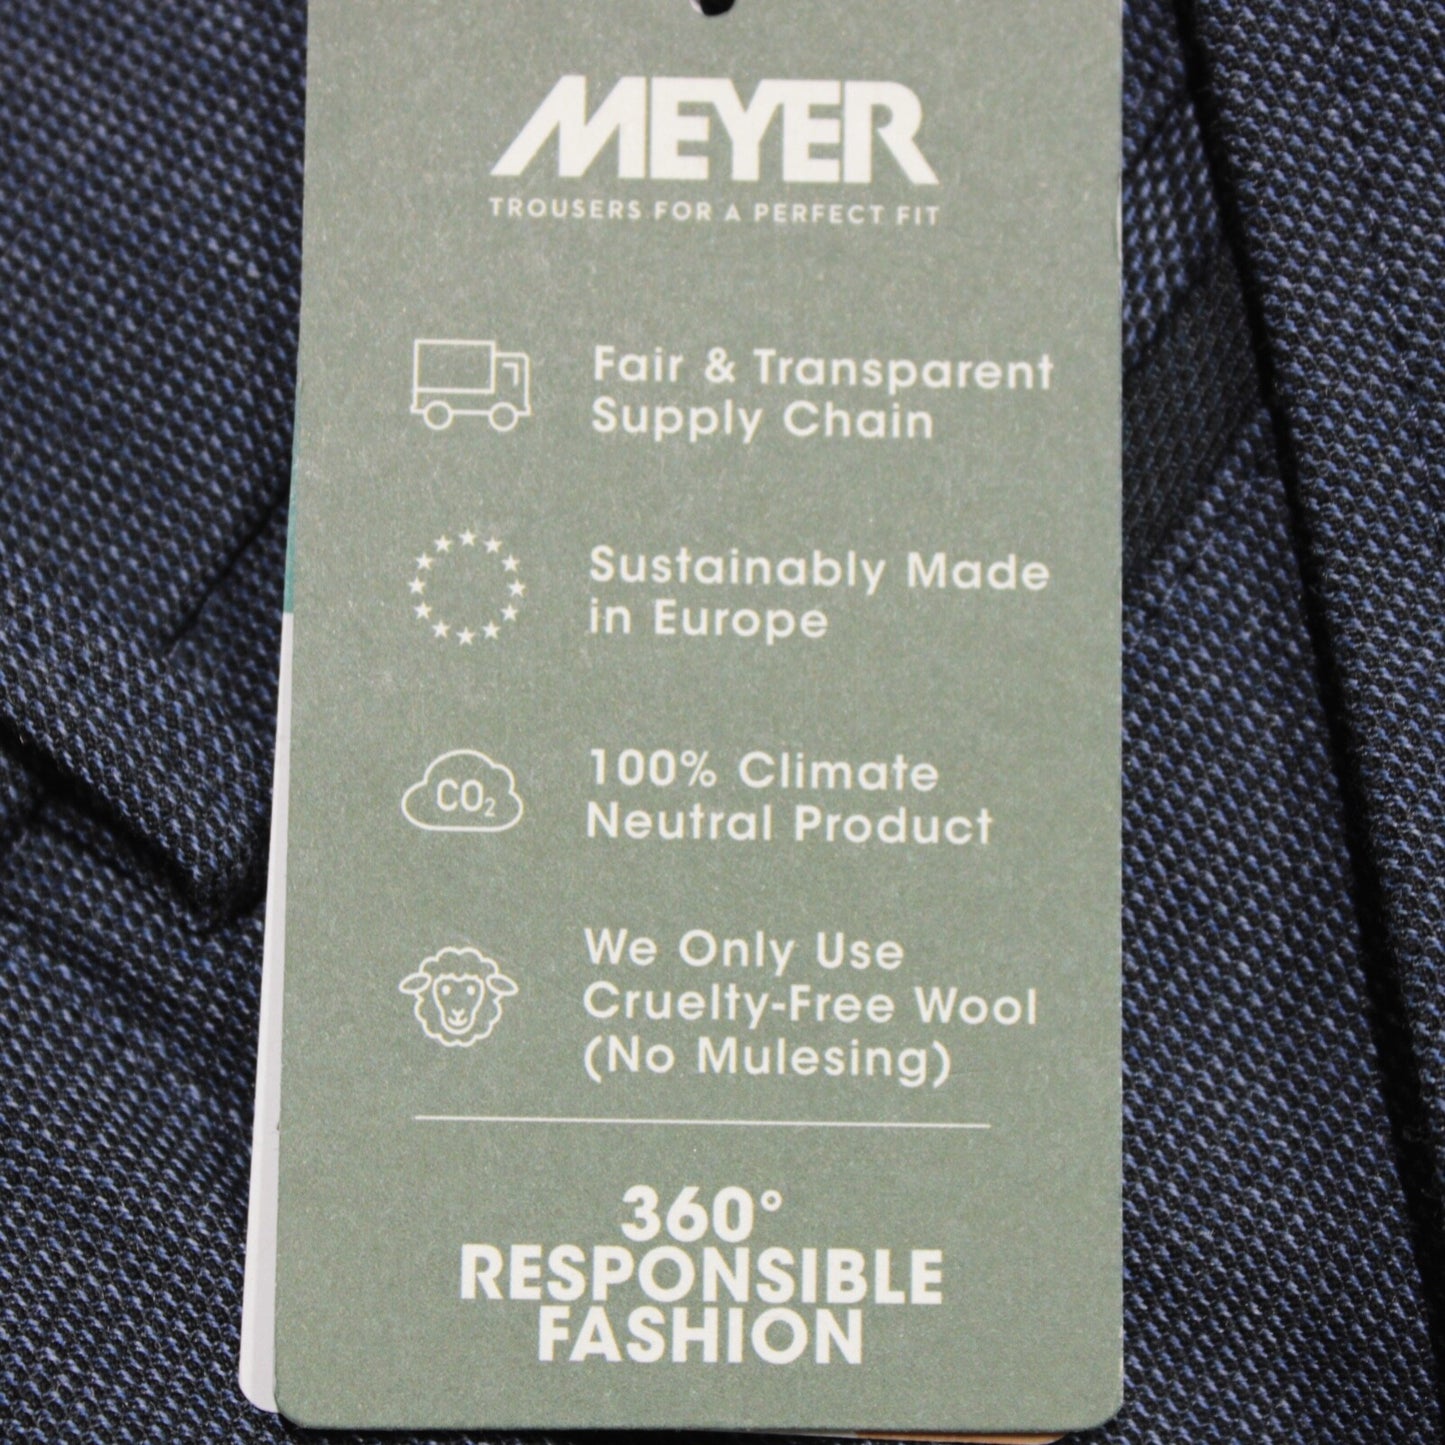 MEYER
TROUSERS FOR A PERFECT FIT
Fair & Transparent
Supply Chain
Sustainably Made
in Europe
CO₂
100% Climate
Neutral Product
We Only Use
Cruelty-Free Wool
(No Mulesing)
360°
RESPONSIBLE
FASHION